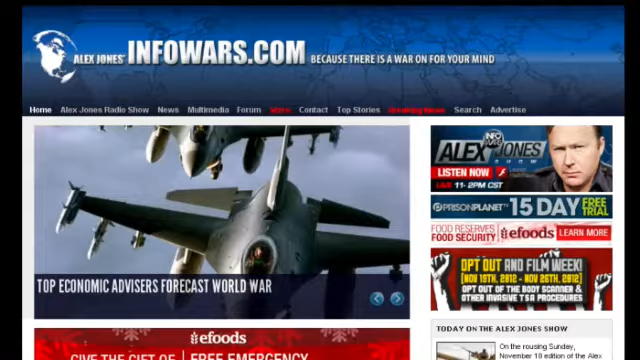 ALEX JONES' INFOWARS.COM BECAUSE THERE IS A WAR ON FOR YOUR MIND
Home Alex Jones Radio Show News Multimedia Forum Store Contact Top Stories Breaking News Search Advertise
INFO WARS
ALEX JONES
SHOW
LISTEN NOW
LIVE 11-2PM CST
PRISONPLANET TV 15 DAY FREE TRIAL
FOOD RESERVES
FOOD SECURITY efoods LEARN MORE
OPT OUT AND FILM WEEK!
[NOV 19TH, 2012 - NOV 26TH, 2012]
OPT OUT OF THE BODY SCANNER &
OTHER INVASIVE TSA PROCEDURES
TOP ECONOMIC ADVISERS FORECAST WORLD WAR
efoods
GIVE THE GIFT OF FREE EMERGENCY
TODAY ON THE ALEX JONES SHOW
On the rousing Sunday,
November 18 edition of the Alex